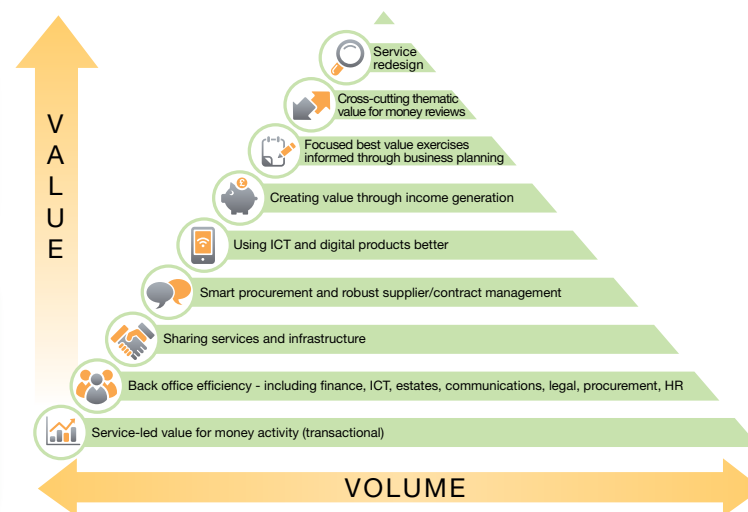 Service
redesign
Cross-cutting thematic
value for money reviews
Focused best value exercises
informed through business planning
£
Creating value through income generation
Using ICT and digital products better
Smart procurement and robust supplier/contract management
Sharing services and infrastructure
Back office efficiency - including finance, ICT, estates, communications, legal, procurement, HR
Service-led value for money activity (transactional)
VALUE
VOLUME